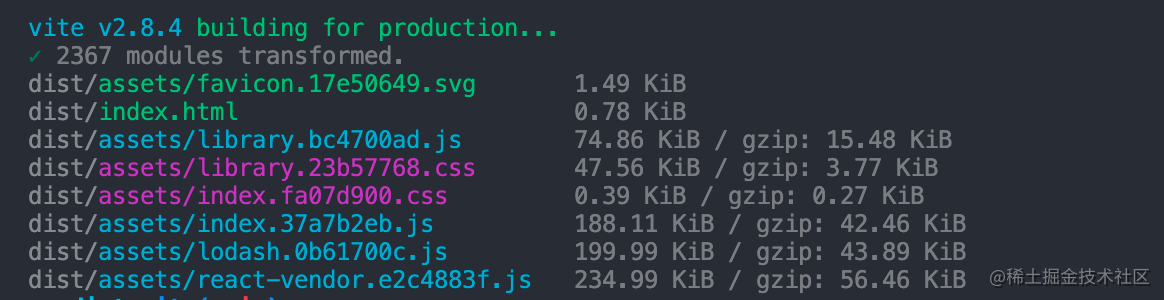 vite v2.8.4 building for production...
✓ 2367 modules transformed.
dist/assets/favicon.17e50649.svg 1.49 KiB
dist/index.html 0.78 KiB
dist/assets/library.bc4700ad.js 74.86 KiB / gzip: 15.48 KiB
dist/assets/library.23b57768.css 47.56 KiB / gzip: 3.77 KiB
dist/assets/index.fa07d900.css 0.39 KiB / gzip: 0.27 KiB
dist/assets/index.37a7b2eb.js 188.11 KiB / gzip: 42.46 KiB
dist/assets/lodash.0b61700c.js 199.99 KiB / gzip: 43.89 KiB
dist/assets/react-vendor.e2c4883f.js 234.99 KiB / gzip: 56.46 KiB
@稀土掘金技术社区